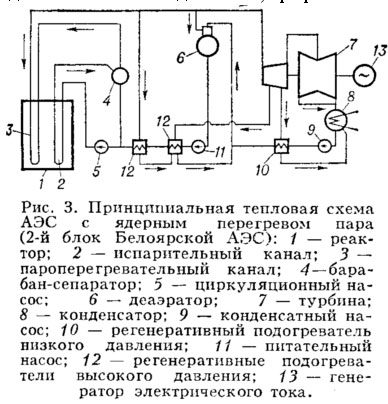 6
7
13
4
8
3
12
9
1
2
5
12
11
10
Рис. 3. Принципиальная тепловая схема
АЭС с ядерным перегревом пара
(2-й блок Белоярской АЭС): 1 — реак-
тор; 2 — испарительный канал; 3 —
пароперегревательный канал; 4—бара-
бан-сепаратор; 5 — циркуляционный на-
сос; 6 — деаэратор; 7 — турбина;
8 — конденсатор; 9 — конденсатный на-
сос; 10 — регенеративный подогреватель
низкого давления; 11 — питательный
насос; 12 — регенеративные подогрева-
тели высокого давления; 13 — гене-
ратор электрического тока.